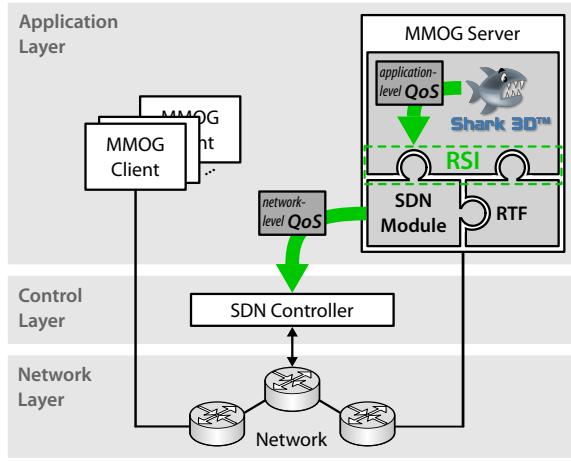 Application
Layer
MMOG Server
application-
level QoS
Shark 3D™
RSI
SDN
Module
RTF
MMOG
MMOG
Client
...
network-
level QoS
Control
Layer
SDN Controller
Network
Layer
Network